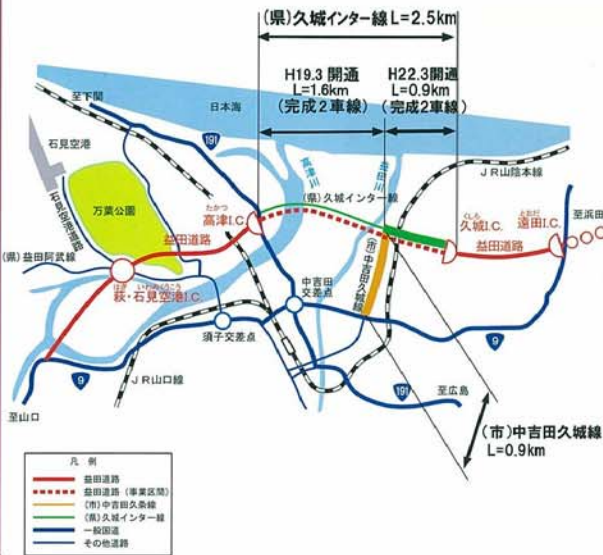 (県)久城インター線 L=2.5km
H19.3 開通
L=1.6km
(完成2車線)
H22.3開通
L=0.9km
(完成2車線)
至下関
日本海
191
石見空港
石見空港道路
万葉公園
高津川
益田川
JR山陰本線
(県)久城インター線
たかつ
高津I.C.
益田道路
くしろ
久城I.C.
とおだ
遠田I.C.
至浜田
益田道路
(県)益田阿武線
はぎ いわみくうこう
萩・石見空港I.C.
(市)中吉田久城線
中吉田
交差点
須子交差点
9
9
JR山口線
191
至広島
至山口
(市)中吉田久城線
L=0.9km
凡 例
益田道路
益田道路(事業区間)
(市)中吉田久条線
(県)久城インター線
一般国道
その他道路